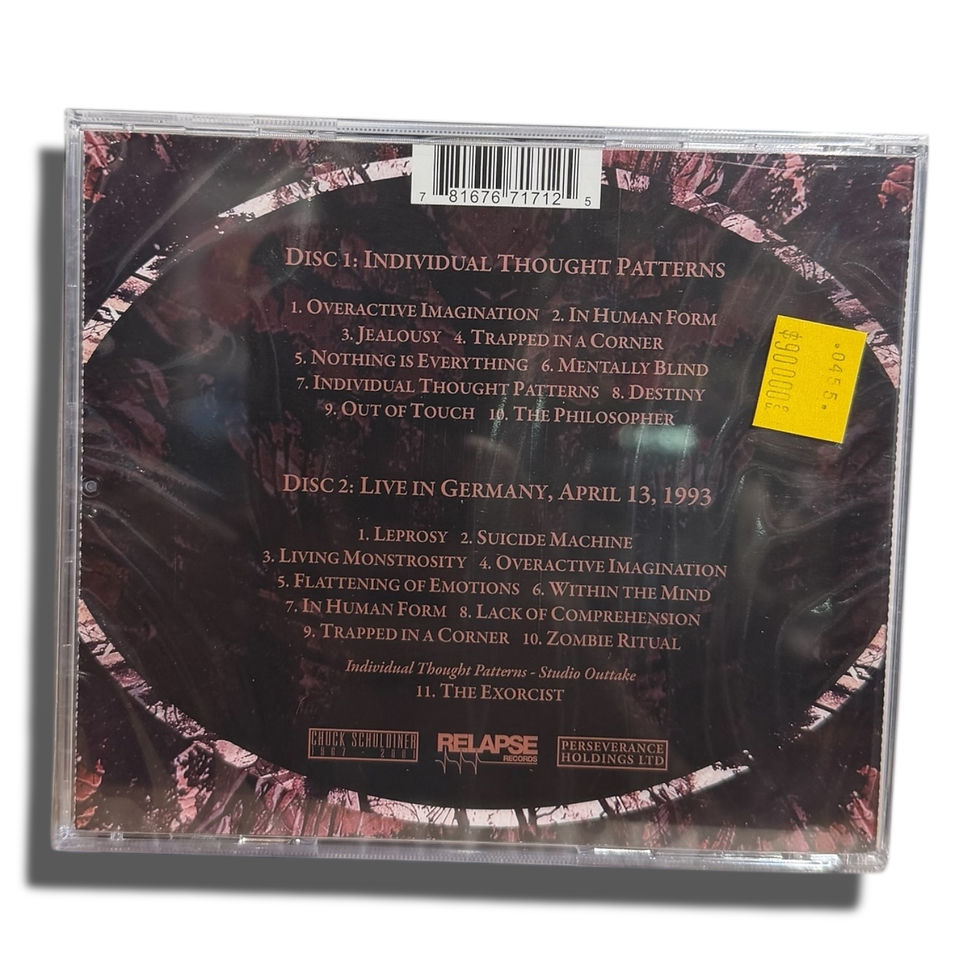 7 81676 71712 5
DISC 1: INDIVIDUAL THOUGHT PATTERNS
1. OVERACTIVE IMAGINATION 2. IN HUMAN FORM
3. JEALOUSY 4. TRAPPED IN A CORNER
5. NOTHING IS EVERYTHING 6. MENTALLY BLIND
7. INDIVIDUAL THOUGHT PATTERNS 8. DESTINY
9. OUT OF TOUCH 10. THE PHILOSOPHER
.0455.
DISC 2: LIVE IN GERMANY, APRIL 13, 1993
1. LEPROSY 2. SUICIDE MACHINE
3. LIVING MONSTROSITY 4. OVERACTIVE IMAGINATION
5. FLATTENING OF EMOTIONS 6. WITHIN THE MIND
7. IN HUMAN FORM 8. LACK OF COMPREHENSION
9. TRAPPED IN A CORNER 10. ZOMBIE RITUAL
Individual Thought Patterns - Studio Outtake
11. THE EXORCIST
CHUCK SCHULDINER
1967 - 2001
RELAPSE
RECORDS
PERSEVERANCE
HOLDINGS LTD